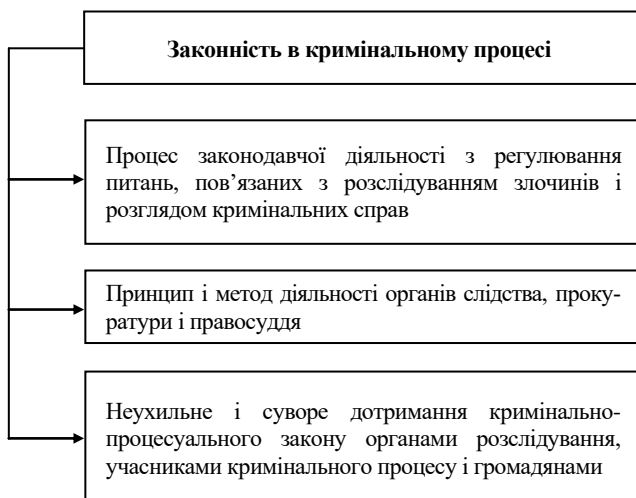 Законність в кримінальному процесі
Процес законодавчої діяльності з регулювання
питань, пов’язаних з розслідуванням злочинів і
розглядом кримінальних справ
Принцип і метод діяльності органів слідства, проку-
ратури і правосуддя
Неухильне і суворе дотримання кримінально-
процесуального закону органами розслідування,
учасниками кримінального процесу і громадянами